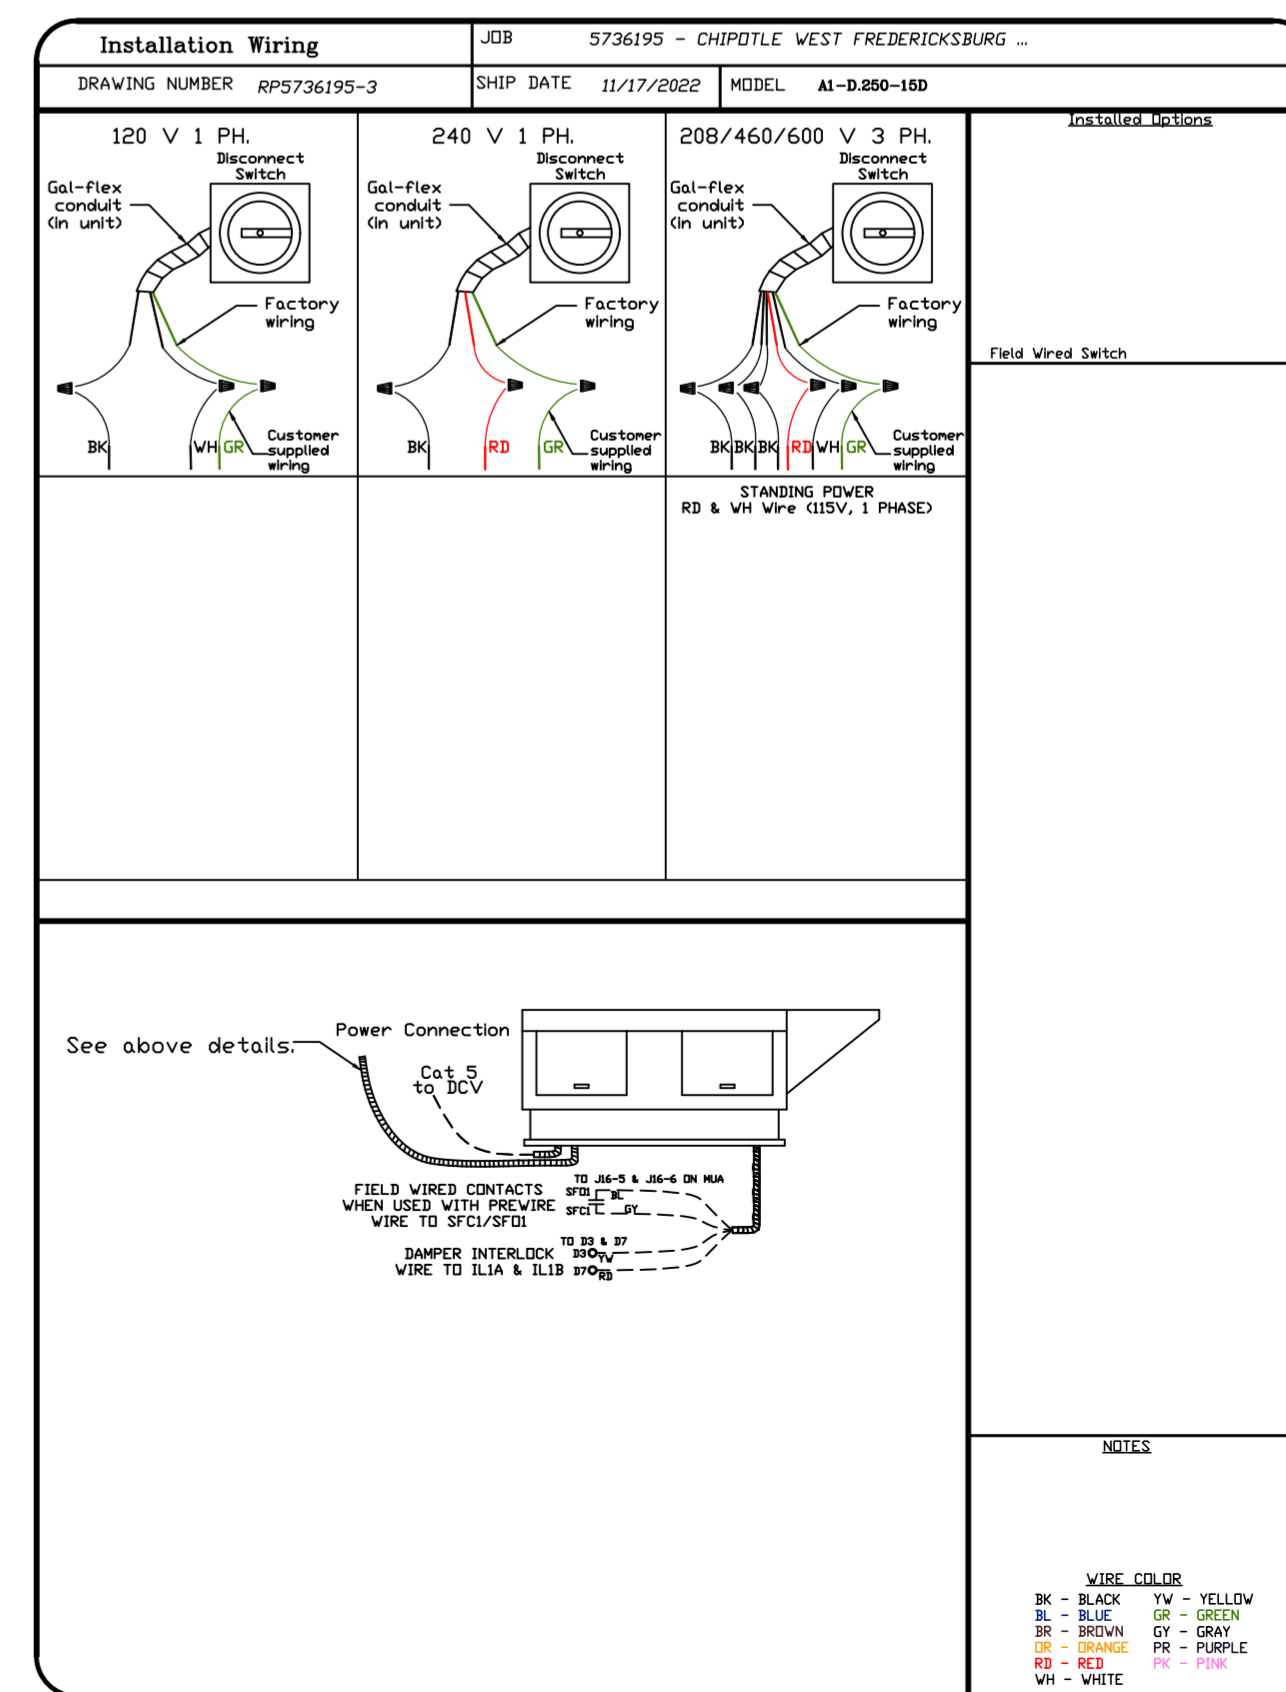 Installation Wiring
JOB 5736195 - CHIPOTLE WEST FREDERICKSBURG ...
DRAWING NUMBER RP5736195-3
SHIP DATE 11/17/2022
MODEL A1-D.250-15D
120 V 1 PH.
Disconnect
Switch
Gal-flex
conduit
(in unit)
Factory
wiring
BK
WH
GR
Customer
supplied
wiring
240 V 1 PH.
Disconnect
Switch
Gal-flex
conduit
(in unit)
Factory
wiring
BK
RD
GR
Customer
supplied
wiring
208/460/600 V 3 PH.
Disconnect
Switch
Gal-flex
conduit
(in unit)
Factory
wiring
BK
BK
BK
RD
WH
GR
Customer
supplied
wiring
STANDING POWER
RD & WH Wire (115V, 1 PHASE)
Installed Options
Field Wired Switch
See above details.
Power Connection
Cat 5
to DCV
TO J16-5 & J16-6 ON MUA
FIELD WIRED CONTACTS
WHEN USED WITH PREWIRE
WIRE TO SFC1/SFO1
SFO1
BL
SFC1
GY
TO D3 & D7
DAMPER INTERLOCK
WIRE TO IL1A & IL1B
D3
YW
D7
RD
NOTES
WIRE COLOR
BK - BLACK YW - YELLOW
BL - BLUE GR - GREEN
BR - BROWN GY - GRAY
OR - ORANGE PR - PURPLE
RD - RED PK - PINK
WH - WHITE